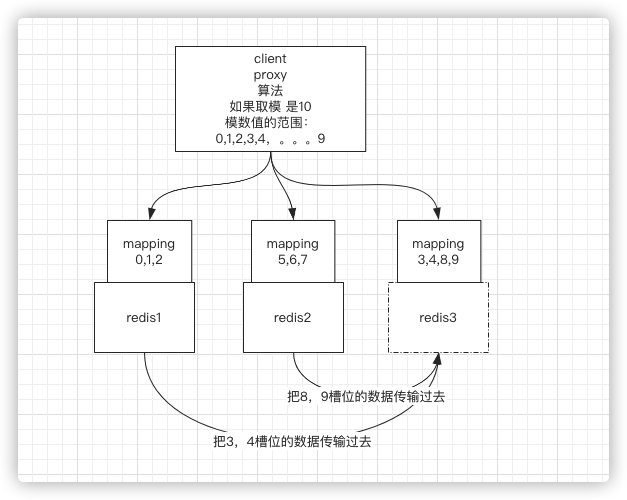 client
proxy
算法
如果取模 是10
模数值的范围：
0,1,2,3,4，。。。9
mapping
0,1,2
mapping
5,6,7
mapping
3,4,8,9
redis1
redis2
redis3
把8，9槽位的数据传输过去
把3，4槽位的数据传输过去